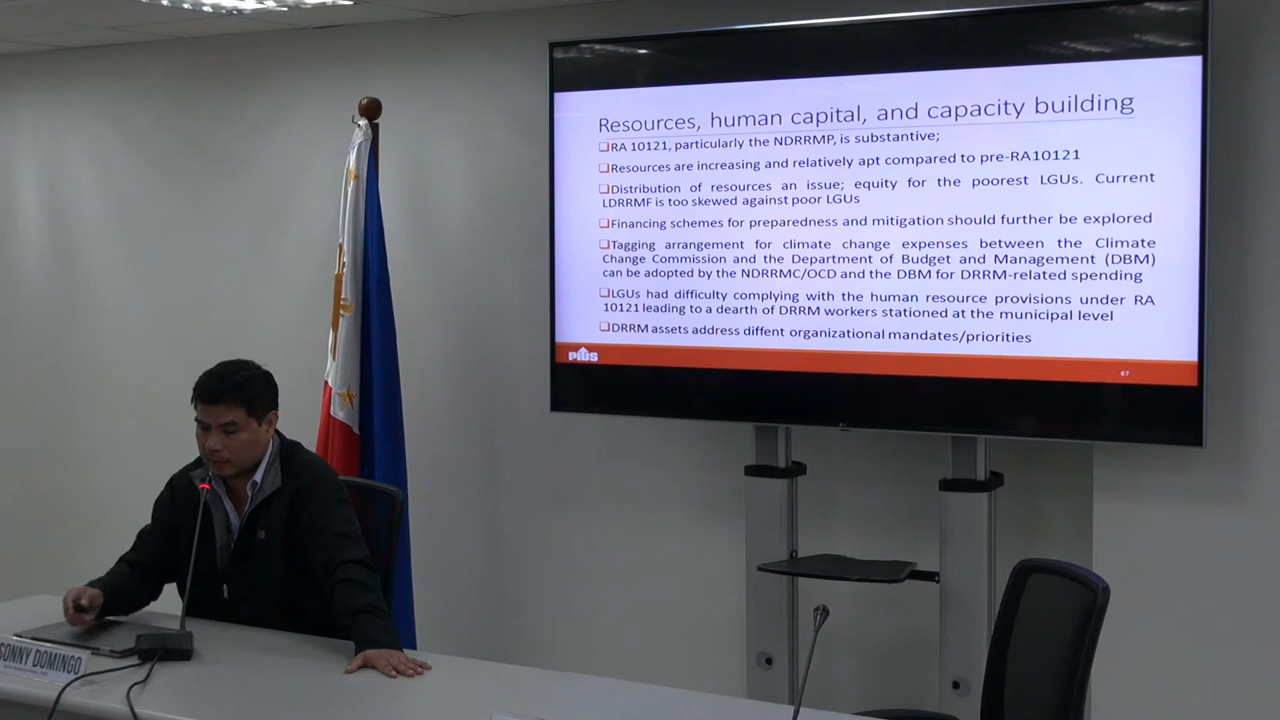 Resources, human capital, and capacity building
❑RA 10121, particularly the NDRRMP, is substantive;
❑Resources are increasing and relatively apt compared to pre-RA10121
❑Distribution of resources an issue; equity for the poorest LGUs. Current
LDRRMF is too skewed against poor LGUs
❑Financing schemes for preparedness and mitigation should further be explored
❑Tagging arrangement for climate change expenses between the Climate
Change Commission and the Department of Budget and Management (DBM)
can be adopted by the NDRRMC/OCD and the DBM for DRRM-related spending
❑LGUs had difficulty complying with the human resource provisions under RA
10121 leading to a dearth of DRRM workers stationed at the municipal level
❑DRRM assets address diffent organizational mandates/priorities
PIDS
67
SONNY DOMINGO